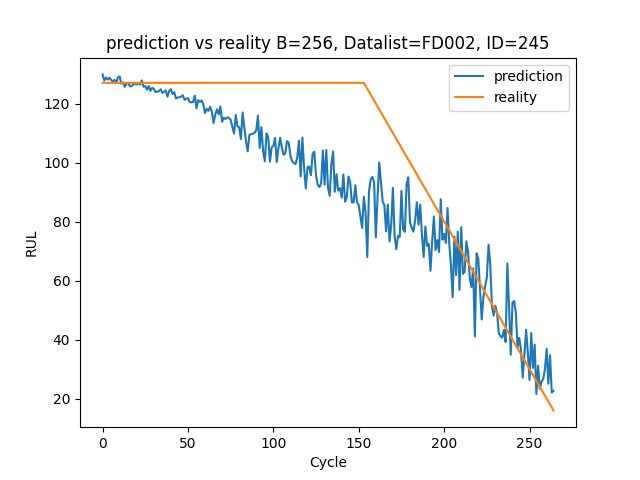 prediction vs reality B=256, Datalist=FD002, ID=245
prediction
reality
RUL
120
100
80
60
40
20
0 50 100 150 200 250
Cycle